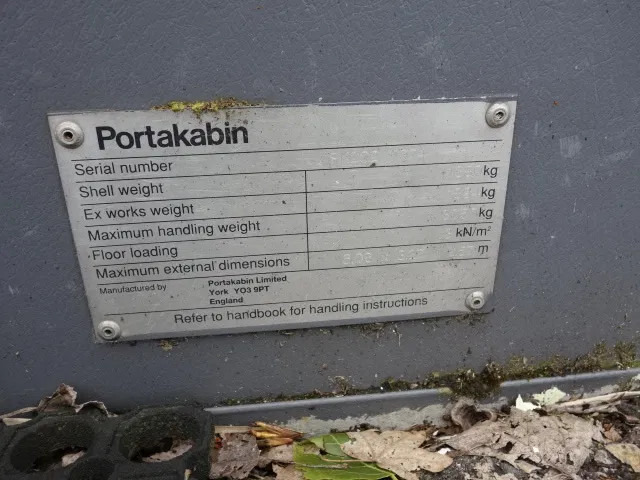 Portakabin
Serial number
Shell weight kg
Ex works weight kg
Maximum handling weight kg
Floor loading kN/m²
Maximum external dimensions m
Manufactured by Portakabin Limited
York YO3 9PT
England
Refer to handbook for handling instructions